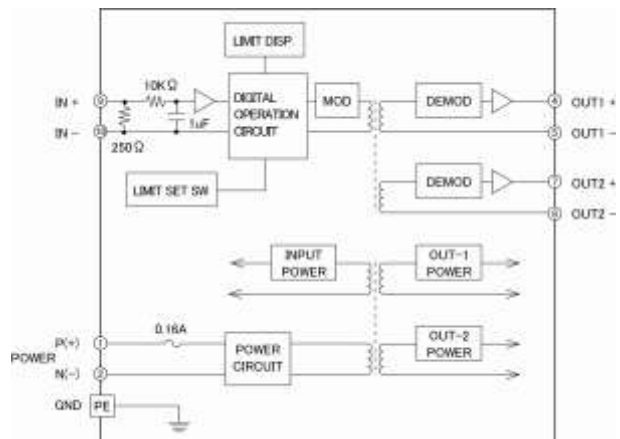 LIMIT DISP.
IN + ⑨
10KΩ
DIGITAL
OPERATION
CIRCUIT
MOD
DEMOD
④ OUT1 +
IN - ⑩
1uF
⑤ OUT1 -
250Ω
LIMIT SET SW
DEMOD
⑦ OUT2 +
⑧ OUT2 -
INPUT
POWER
OUT-1
POWER
P(+) ①
0.16A
POWER
CIRCUIT
OUT-2
POWER
POWER
N(-) ②
GND PE